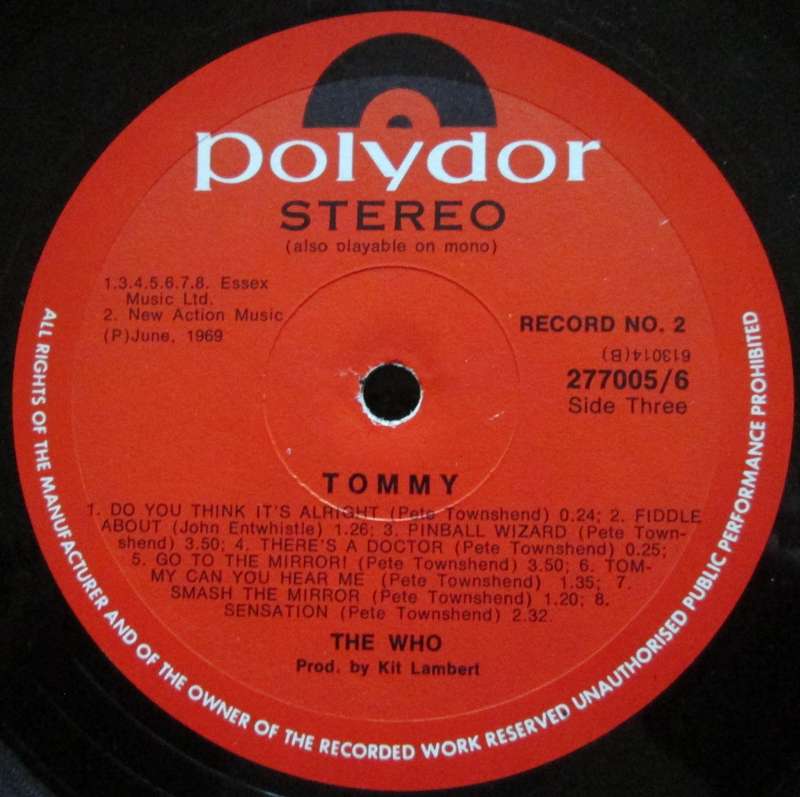 polydor
STEREO
(also playable on mono)
1.3.4.5.6.7.8. Essex
Music Ltd.
2. New Action Music
(P)June, 1969
RECORD NO. 2
613014(B)
277005/6
Side Three
TOMMY
1. DO YOU THINK IT'S ALRIGHT (Pete Townshend) 0.24; 2. FIDDLE
ABOUT (John Entwhistle) 1.26; 3. PINBALL WIZARD (Pete Town-
shend) 3.50; 4. THERE'S A DOCTOR (Pete Townshend) 0.25;
5. GO TO THE MIRROR! (Pete Townshend) 3.50; 6. TOM-
MY CAN YOU HEAR ME (Pete Townshend) 1.35; 7.
SMASH THE MIRROR (Pete Townshend) 1.20; 8.
SENSATION (Pete Townshend) 2.32
THE WHO
Prod. by Kit Lambert
ALL RIGHTS OF THE MANUFACTURER AND OF THE OWNER OF THE RECORDED WORK RESERVED UNAUTHORISED PUBLIC PERFORMANCE PROHIBITED